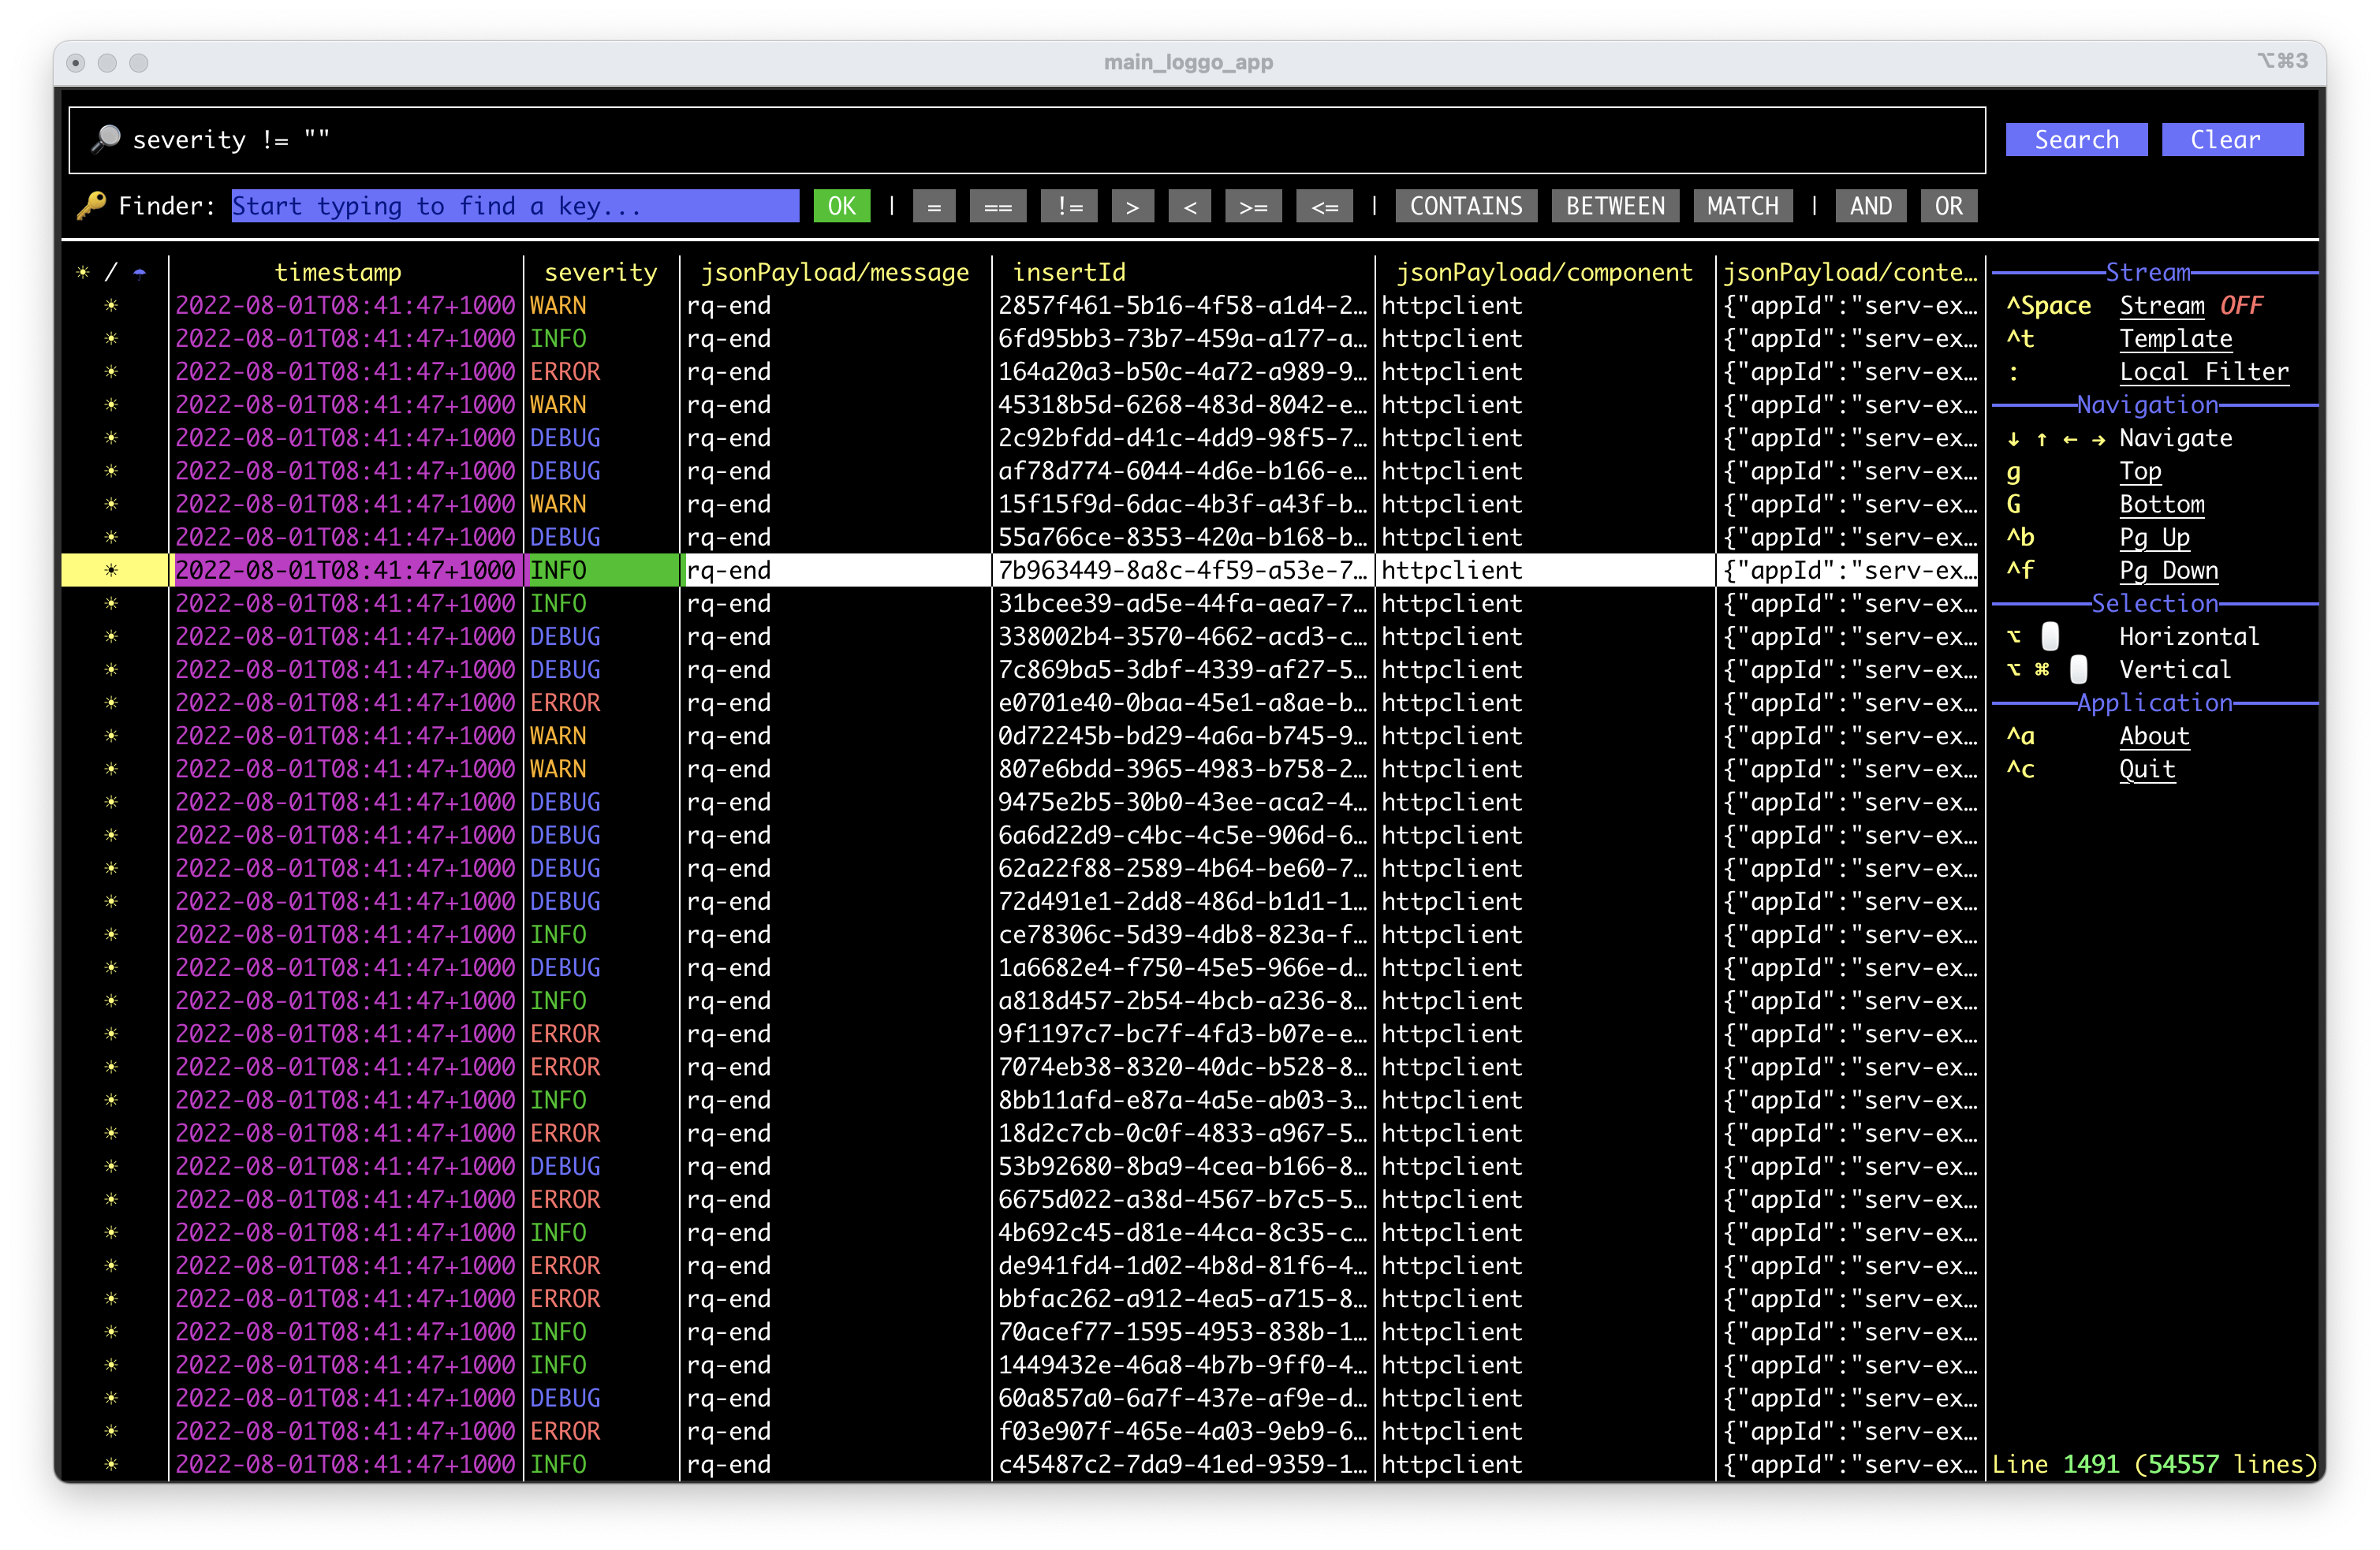 main_loggo_app ⌥⌘3
severity != "" Search Clear
Finder: Start typing to find a key... OK | = == != > < >= <= | CONTAINS BETWEEN MATCH | AND OR
/ timestamp severity jsonPayload/message insertId jsonPayload/component jsonPayload/conte… Stream
2022-08-01T08:41:47+1000 WARN rq-end 2857f461-5b16-4f58-a1d4-2… httpclient {"appId":"serv-ex… ^Space Stream OFF
2022-08-01T08:41:47+1000 INFO rq-end 6fd95bb3-73b7-459a-a177-a… httpclient {"appId":"serv-ex… ^t Template
2022-08-01T08:41:47+1000 ERROR rq-end 164a20a3-b50c-4a72-a989-9… httpclient {"appId":"serv-ex… : Local Filter
2022-08-01T08:41:47+1000 WARN rq-end 45318b5d-6268-483d-8042-e… httpclient {"appId":"serv-ex… Navigation
2022-08-01T08:41:47+1000 DEBUG rq-end 2c92bfdd-d41c-4dd9-98f5-7… httpclient {"appId":"serv-ex… ↓ ↑ ← → Navigate
2022-08-01T08:41:47+1000 DEBUG rq-end af78d774-6044-4d6e-b166-e… httpclient {"appId":"serv-ex… g Top
2022-08-01T08:41:47+1000 WARN rq-end 15f15f9d-6dac-4b3f-a43f-b… httpclient {"appId":"serv-ex… G Bottom
2022-08-01T08:41:47+1000 DEBUG rq-end 55a766ce-8353-420a-b168-b… httpclient {"appId":"serv-ex… ^b Pg Up
2022-08-01T08:41:47+1000 INFO rq-end 7b963449-8a8c-4f59-a53e-7… httpclient {"appId":"serv-ex… ^f Pg Down
2022-08-01T08:41:47+1000 INFO rq-end 31bcee39-ad5e-44fa-aea7-7… httpclient {"appId":"serv-ex… Selection
2022-08-01T08:41:47+1000 DEBUG rq-end 338002b4-3570-4662-acd3-c… httpclient {"appId":"serv-ex… ⌥ Horizontal
2022-08-01T08:41:47+1000 DEBUG rq-end 7c869ba5-3dbf-4339-af27-5… httpclient {"appId":"serv-ex… ⌥ ⌘ Vertical
2022-08-01T08:41:47+1000 ERROR rq-end e0701e40-0baa-45e1-a8ae-b… httpclient {"appId":"serv-ex… Application
2022-08-01T08:41:47+1000 WARN rq-end 0d72245b-bd29-4a6a-b745-9… httpclient {"appId":"serv-ex… ^a About
2022-08-01T08:41:47+1000 WARN rq-end 807e6bdd-3965-4983-b758-2… httpclient {"appId":"serv-ex… ^c Quit
2022-08-01T08:41:47+1000 DEBUG rq-end 9475e2b5-30b0-43ee-aca2-4… httpclient {"appId":"serv-ex…
2022-08-01T08:41:47+1000 DEBUG rq-end 6a6d22d9-c4bc-4c5e-906d-6… httpclient {"appId":"serv-ex…
2022-08-01T08:41:47+1000 DEBUG rq-end 62a22f88-2589-4b64-be60-7… httpclient {"appId":"serv-ex…
2022-08-01T08:41:47+1000 DEBUG rq-end 72d491e1-2dd8-486d-b1d1-1… httpclient {"appId":"serv-ex…
2022-08-01T08:41:47+1000 INFO rq-end ce78306c-5d39-4db8-823a-f… httpclient {"appId":"serv-ex…
2022-08-01T08:41:47+1000 DEBUG rq-end 1a6682e4-f750-45e5-966e-d… httpclient {"appId":"serv-ex…
2022-08-01T08:41:47+1000 INFO rq-end a818d457-2b54-4bcb-a236-8… httpclient {"appId":"serv-ex…
2022-08-01T08:41:47+1000 ERROR rq-end 9f1197c7-bc7f-4fd3-b07e-e… httpclient {"appId":"serv-ex…
2022-08-01T08:41:47+1000 ERROR rq-end 7074eb38-8320-40dc-b528-8… httpclient {"appId":"serv-ex…
2022-08-01T08:41:47+1000 INFO rq-end 8bb11afd-e87a-4a5e-ab03-3… httpclient {"appId":"serv-ex…
2022-08-01T08:41:47+1000 ERROR rq-end 18d2c7cb-0c0f-4833-a967-5… httpclient {"appId":"serv-ex…
2022-08-01T08:41:47+1000 DEBUG rq-end 53b92680-8ba9-4cea-b166-8… httpclient {"appId":"serv-ex…
2022-08-01T08:41:47+1000 ERROR rq-end 6675d022-a38d-4567-b7c5-5… httpclient {"appId":"serv-ex…
2022-08-01T08:41:47+1000 INFO rq-end 4b692c45-d81e-44ca-8c35-c… httpclient {"appId":"serv-ex…
2022-08-01T08:41:47+1000 ERROR rq-end de941fd4-1d02-4b8d-81f6-4… httpclient {"appId":"serv-ex…
2022-08-01T08:41:47+1000 ERROR rq-end bbfac262-a912-4ea5-a715-8… httpclient {"appId":"serv-ex…
2022-08-01T08:41:47+1000 INFO rq-end 70acef77-1595-4953-838b-1… httpclient {"appId":"serv-ex…
2022-08-01T08:41:47+1000 INFO rq-end 1449432e-46a8-4b7b-9ff0-4… httpclient {"appId":"serv-ex…
2022-08-01T08:41:47+1000 DEBUG rq-end 60a857a0-6a7f-437e-af9e-d… httpclient {"appId":"serv-ex…
2022-08-01T08:41:47+1000 ERROR rq-end f03e907f-465e-4a03-9eb9-6… httpclient {"appId":"serv-ex…
2022-08-01T08:41:47+1000 INFO rq-end c45487c2-7da9-41ed-9359-1… httpclient {"appId":"serv-ex… Line 1491 (54557 lines)